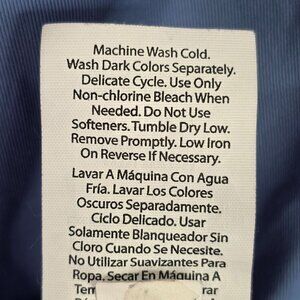 Machine Wash Cold.
Wash Dark Colors Separately.
Delicate Cycle. Use Only
Non-chlorine Bleach When
Needed. Do Not Use
Softeners. Tumble Dry Low.
Remove Promptly. Low Iron
On Reverse If Necessary.
Lavar A Máquina Con Agua
Fría. Lavar Los Colores
Oscuros Separadamente.
Ciclo Delicado. Usar
Solamente Blanqueador Sin
Cloro Cuando Se Necesite.
No Utilizar Suavizantes Para
Ropa. Secar En Máquina A